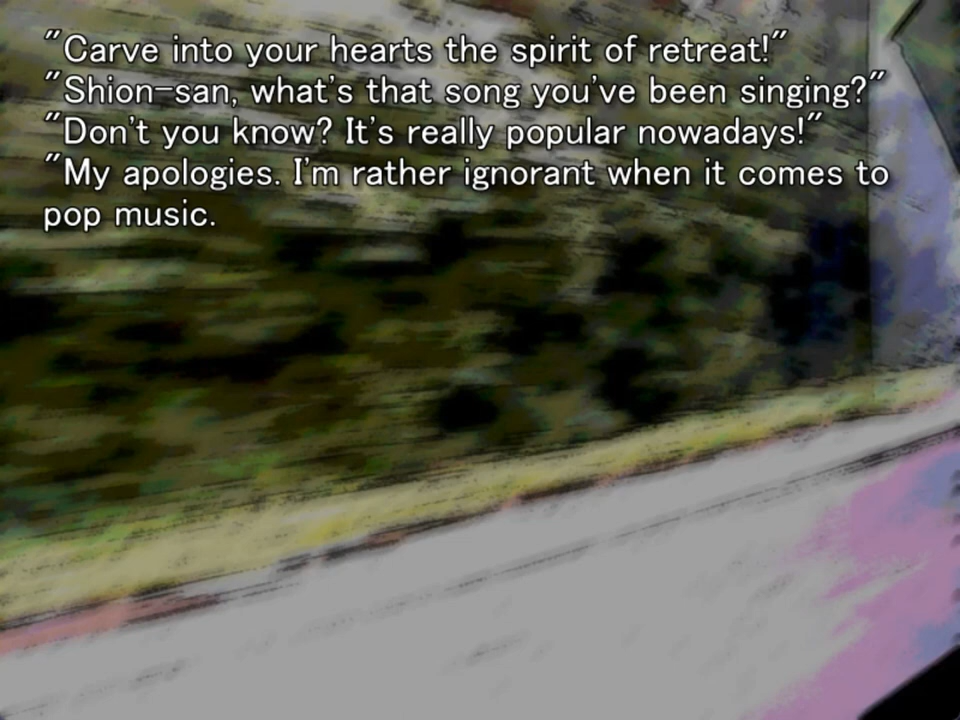 "Carve into your hearts the spirit of retreat!"
"Shion-san, what's that song you've been singing?"
"Don't you know? It's really popular nowadays!"
"My apologies. I'm rather ignorant when it comes to
pop music.